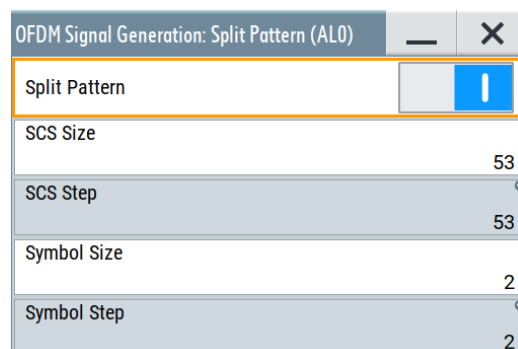 OFDM Signal Generation: Split Pattern (AL0)
Split Pattern
SCS Size
53
SCS Step
53
Symbol Size
2
Symbol Step
2